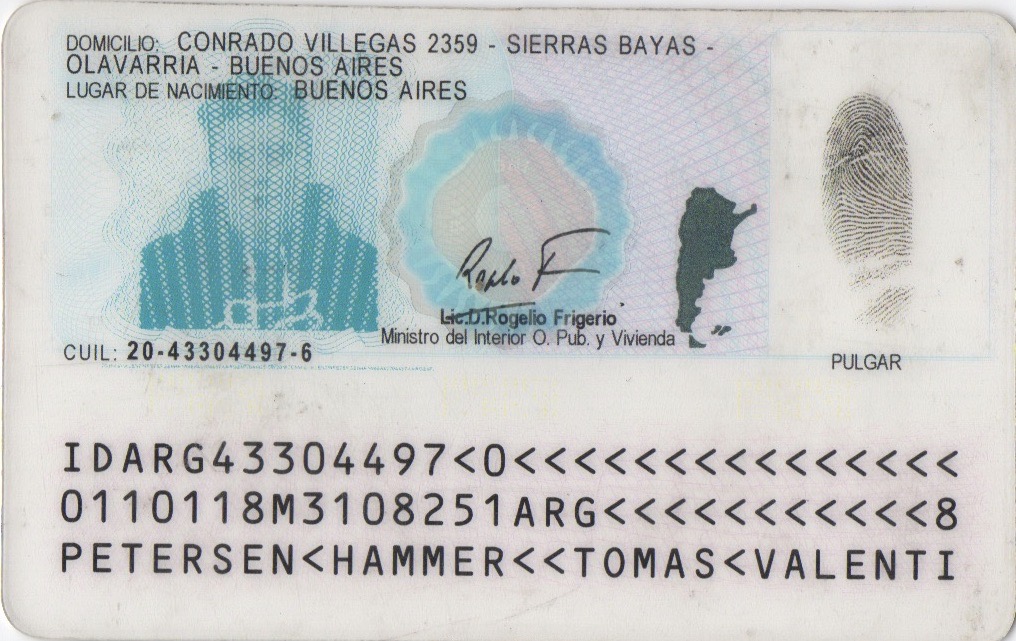 DOMICILIO: CONRADO VILLEGAS 2359 - SIERRAS BAYAS -
OLAVARRIA - BUENOS AIRES
LUGAR DE NACIMIENTO: BUENOS AIRES
Lic.D.Rogelio Frigerio
Ministro del Interior O. Pub. y Vivienda
CUIL: 20-43304497-6
PULGAR
IDARG43304497<0<<<<<<<<<<<<<<<
0110118M3108251ARG<<<<<<<<<<<8
PETERSEN<HAMMER<<TOMAS<VALENTI